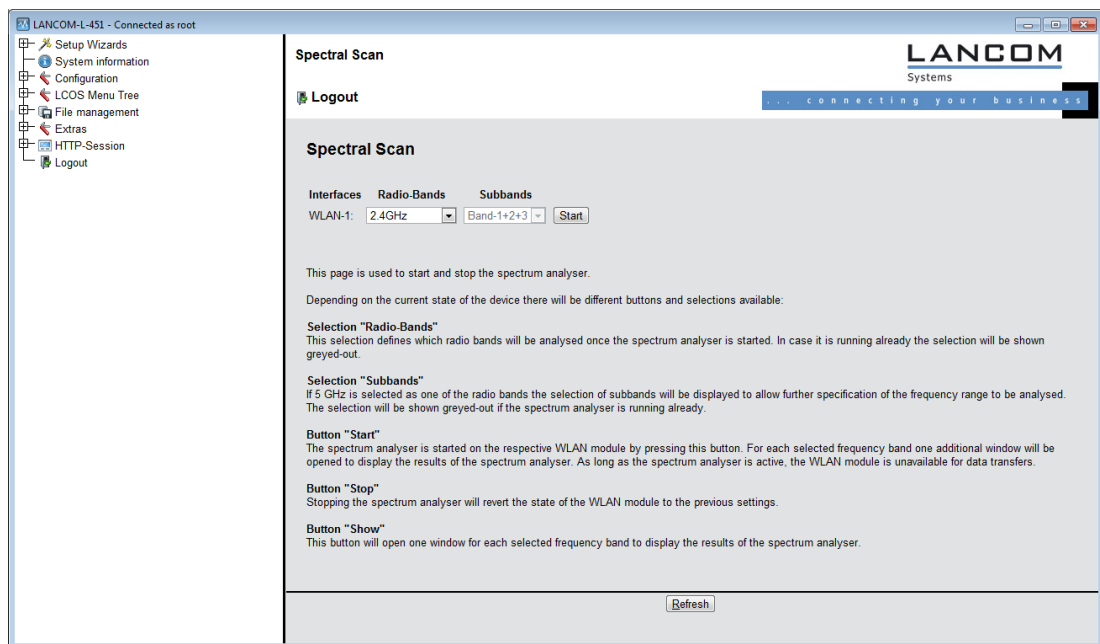 LANCOM-L-451 - Connected as root
Setup Wizards
System information
Configuration
LCOS Menu Tree
File management
Extras
HTTP-Session
Logout
Spectral Scan
LANCOM
Systems
Logout
... connecting your business
Spectral Scan
Interfaces Radio-Bands Subbands
WLAN-1: 2.4GHz Band-1+2+3 Start
This page is used to start and stop the spectrum analyser.
Depending on the current state of the device there will be different buttons and selections available:
Selection "Radio-Bands"
This selection defines which radio bands will be analysed once the spectrum analyser is started. In case it is running already the selection will be shown
greyed-out.
Selection "Subbands"
If 5 GHz is selected as one of the radio bands the selection of subbands will be displayed to allow further specification of the frequency range to be analysed.
The selection will be shown greyed-out if the spectrum analyser is running already.
Button "Start"
The spectrum analyser is started on the respective WLAN module by pressing this button. For each selected frequency band one additional window will be
opened to display the results of the spectrum analyser. As long as the spectrum analyser is active, the WLAN module is unavailable for data transfers.
Button "Stop"
Stopping the spectrum analyser will revert the state of the WLAN module to the previous settings.
Button "Show"
This button will open one window for each selected frequency band to display the results of the spectrum analyser.
Refresh